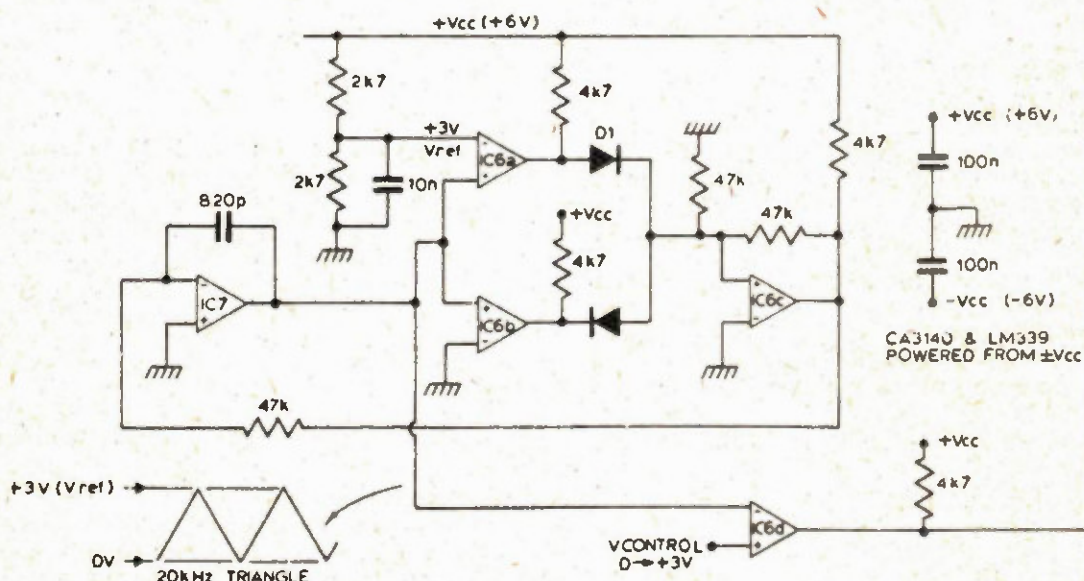 +Vcc (+6V)
2k7
4k7
D1
+3V
Vref
IC6a
2k7
10n
47k
4k7
+Vcc (+6V)
100n
820p
+Vcc
47k
4k7
100n
IC7
IC6b
IC6c
-Vcc (-6V)
CA3140 & LM339
POWERED FROM ±Vcc
47k
+Vcc
+3V (Vref)
4k7
IC6d
VCONTROL
0→+3V
0V
20kHz TRIANGLE